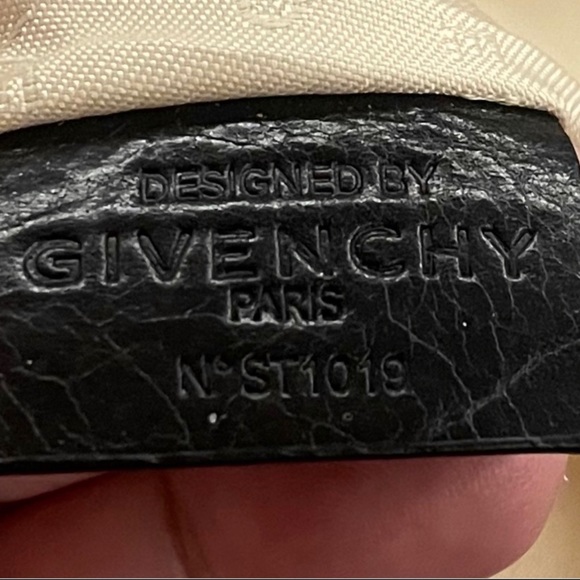 DESIGNED BY
GIVENCHY
PARIS
N°ST1019